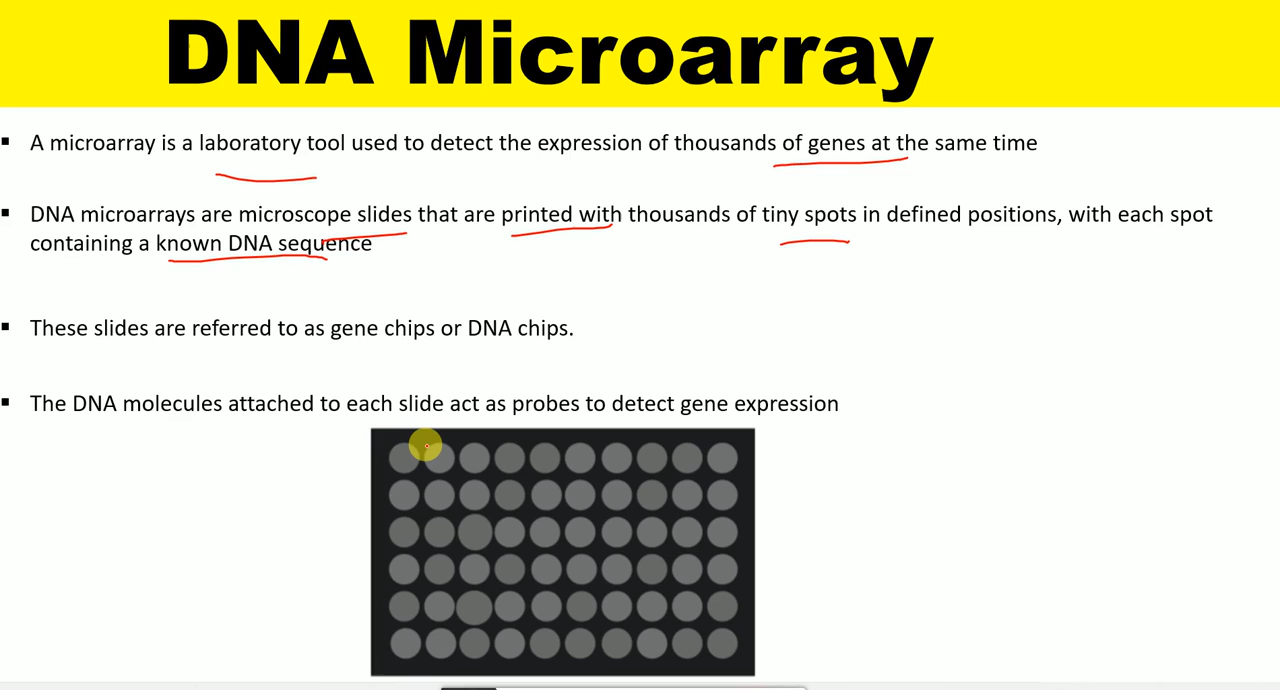 DNA Microarray
▪ A microarray is a laboratory tool used to detect the expression of thousands of genes at the same time
▪ DNA microarrays are microscope slides that are printed with thousands of tiny spots in defined positions, with each spot
containing a known DNA sequence
▪ These slides are referred to as gene chips or DNA chips.
▪ The DNA molecules attached to each slide act as probes to detect gene expression